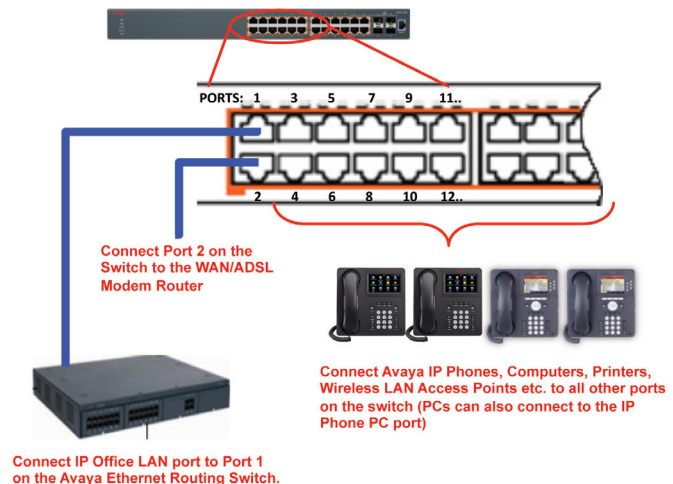 PORTS: 1 3 5 7 9 11..
2 4 6 8 10 12..
Connect Port 2 on the
Switch to the WAN/ADSL
Modem Router
Connect Avaya IP Phones, Computers, Printers,
Wireless LAN Access Points etc. to all other ports
on the switch (PCs can also connect to the IP
Phone PC port)
Connect IP Office LAN port to Port 1
on the Avaya Ethernet Routing Switch.